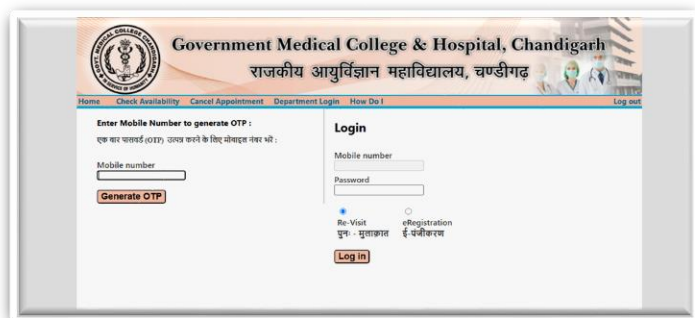 Government Medical College & Hospital, Chandigarh
राजकीय आयुर्विज्ञान महाविद्यालय, चण्डीगढ़
Home Check Availability Cancel Appointment Department Login How Do I Log out
Enter Mobile Number to generate OTP :
एक बार पासवर्ड (OTP) उत्पन्न करने के लिए मोबाइल नंबर भरें :
Mobile number
Generate OTP
Login
Mobile number
Password
Re-Visit eRegistration
पुनः - मुलाक़ात ई-पंजीकरण
Log in